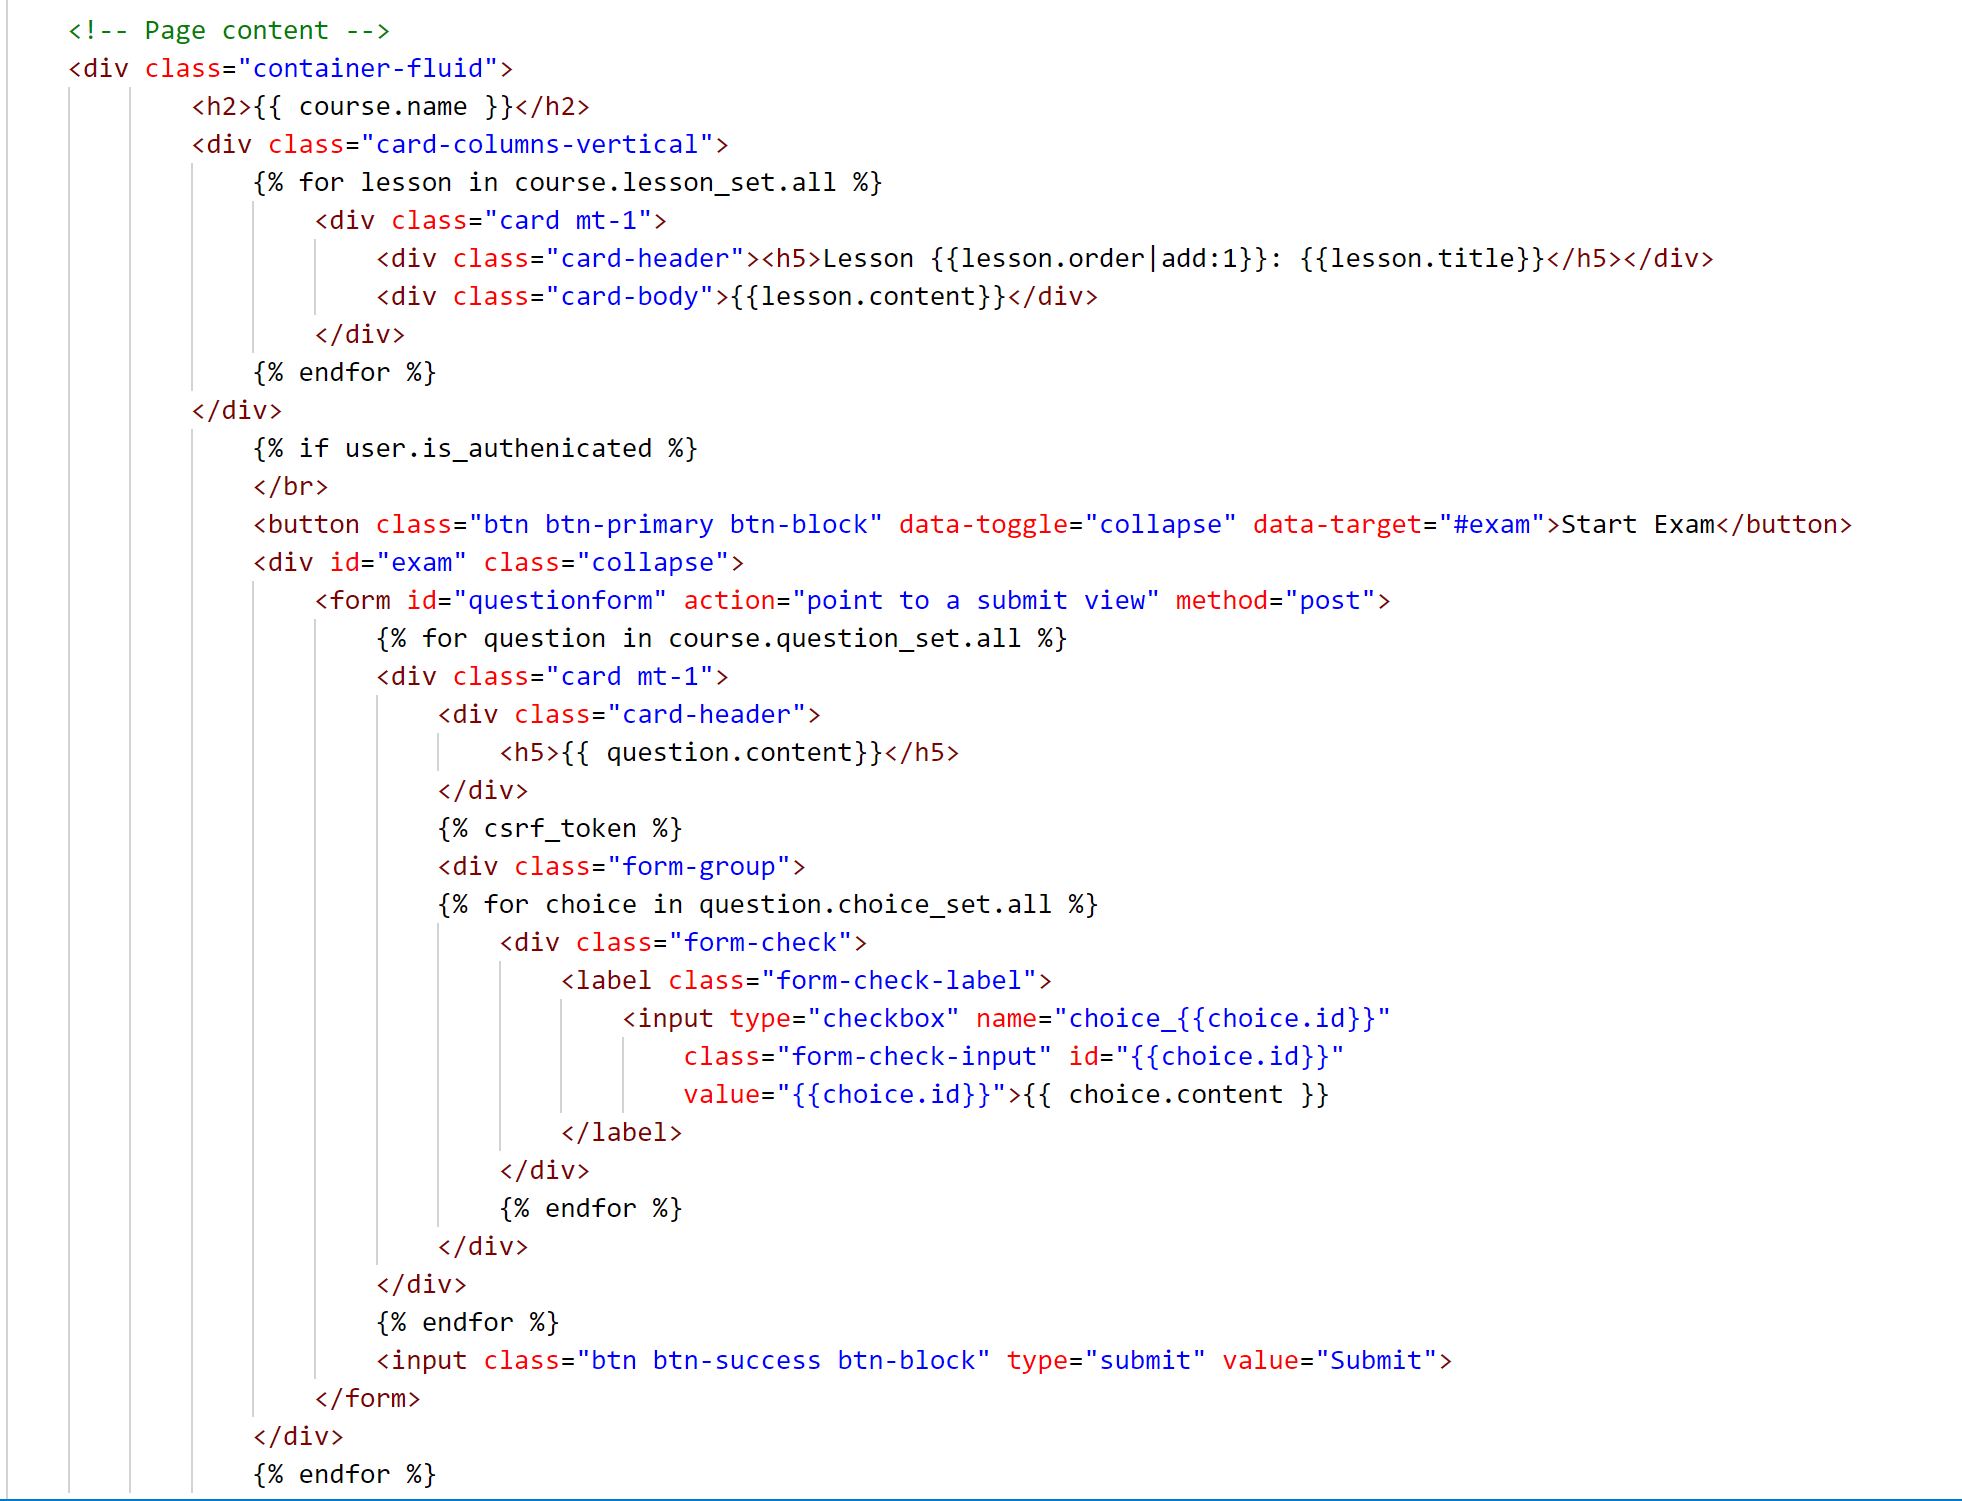 <!-- Page content -->
<div class="container-fluid">
<h2>{{ course.name }}</h2>
<div class="card-columns-vertical">
{% for lesson in course.lesson_set.all %}
<div class="card mt-1">
<div class="card-header"><h5>Lesson {{lesson.order|add:1}}: {{lesson.title}}</h5></div>
<div class="card-body">{{lesson.content}}</div>
</div>
{% endfor %}
</div>
{% if user.is_authenicated %}
</br>
<button class="btn btn-primary btn-block" data-toggle="collapse" data-target="#exam">Start Exam</button>
<div id="exam" class="collapse">
<form id="questionform" action="point to a submit view" method="post">
{% for question in course.question_set.all %}
<div class="card mt-1">
<div class="card-header">
<h5>{{ question.content}}</h5>
</div>
{% csrf_token %}
<div class="form-group">
{% for choice in question.choice_set.all %}
<div class="form-check">
<label class="form-check-label">
<input type="checkbox" name="choice_{{choice.id}}"
class="form-check-input" id="{{choice.id}}"
value="{{choice.id}}">{{ choice.content }}
</label>
</div>
{% endfor %}
</div>
</div>
{% endfor %}
<input class="btn btn-success btn-block" type="submit" value="Submit">
</form>
</div>
{% endfor %}